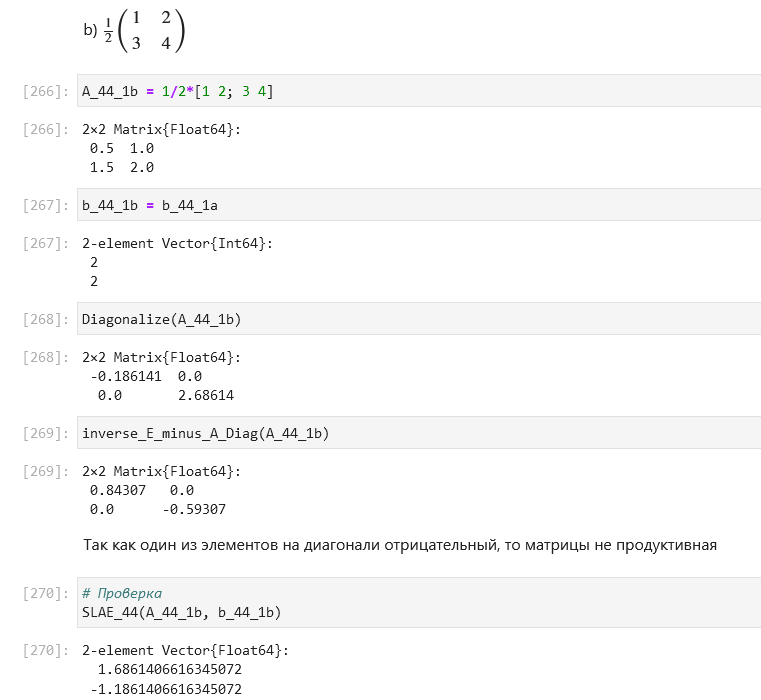 b) 1/2 (1 2
3 4)
[266]: A_44_1b = 1/2*[1 2; 3 4]
[266]: 2×2 Matrix{Float64}:
0.5 1.0
1.5 2.0
[267]: b_44_1b = b_44_1a
[267]: 2-element Vector{Int64}:
2
2
[268]: Diagonalize(A_44_1b)
[268]: 2×2 Matrix{Float64}:
-0.186141 0.0
0.0 2.68614
[269]: inverse_E_minus_A_Diag(A_44_1b)
[269]: 2×2 Matrix{Float64}:
0.84307 0.0
0.0 -0.59307
Так как один из элементов на диагонали отрицательный, то матрицы не продуктивная
[270]: # Проверка
SLAE_44(A_44_1b, b_44_1b)
[270]: 2-element Vector{Float64}:
1.6861406616345072
-1.1861406616345072